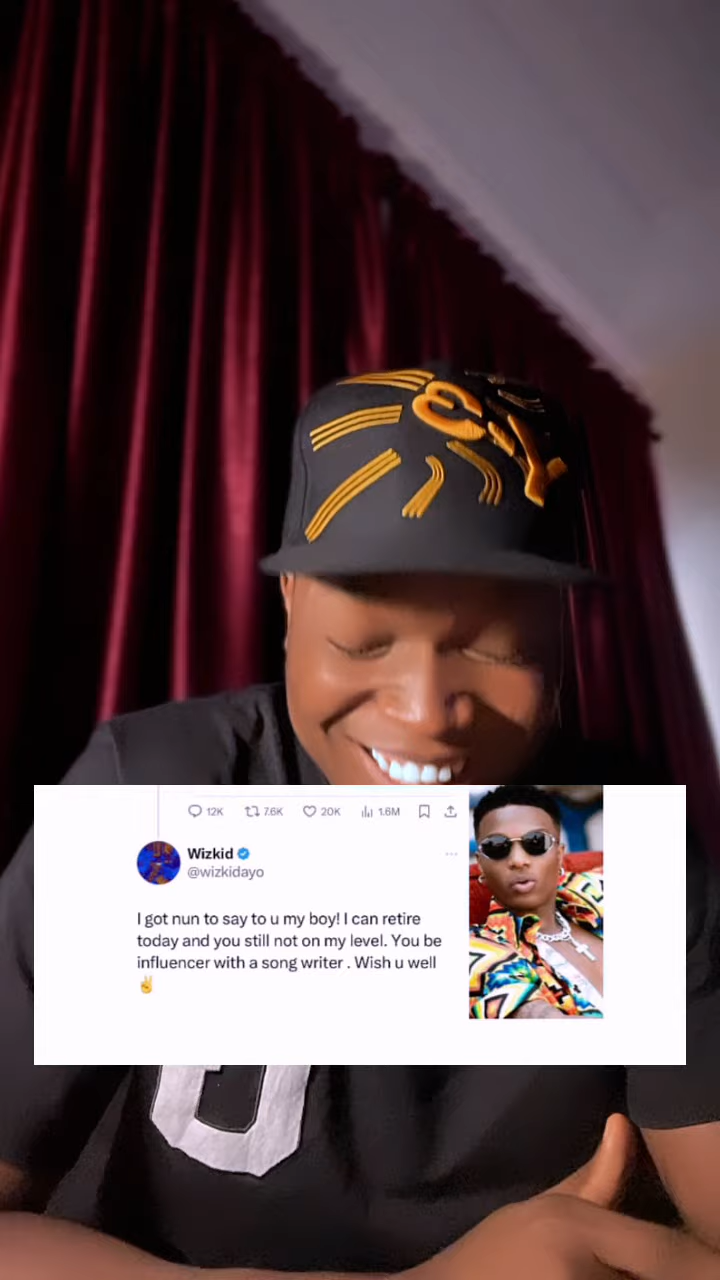 12K 7.6K 20K 1.6M
Wizkid
@wizkidayo
I got nun to say to u my boy! I can retire
today and you still not on my level. You be
influencer with a song writer . Wish u well
✌️